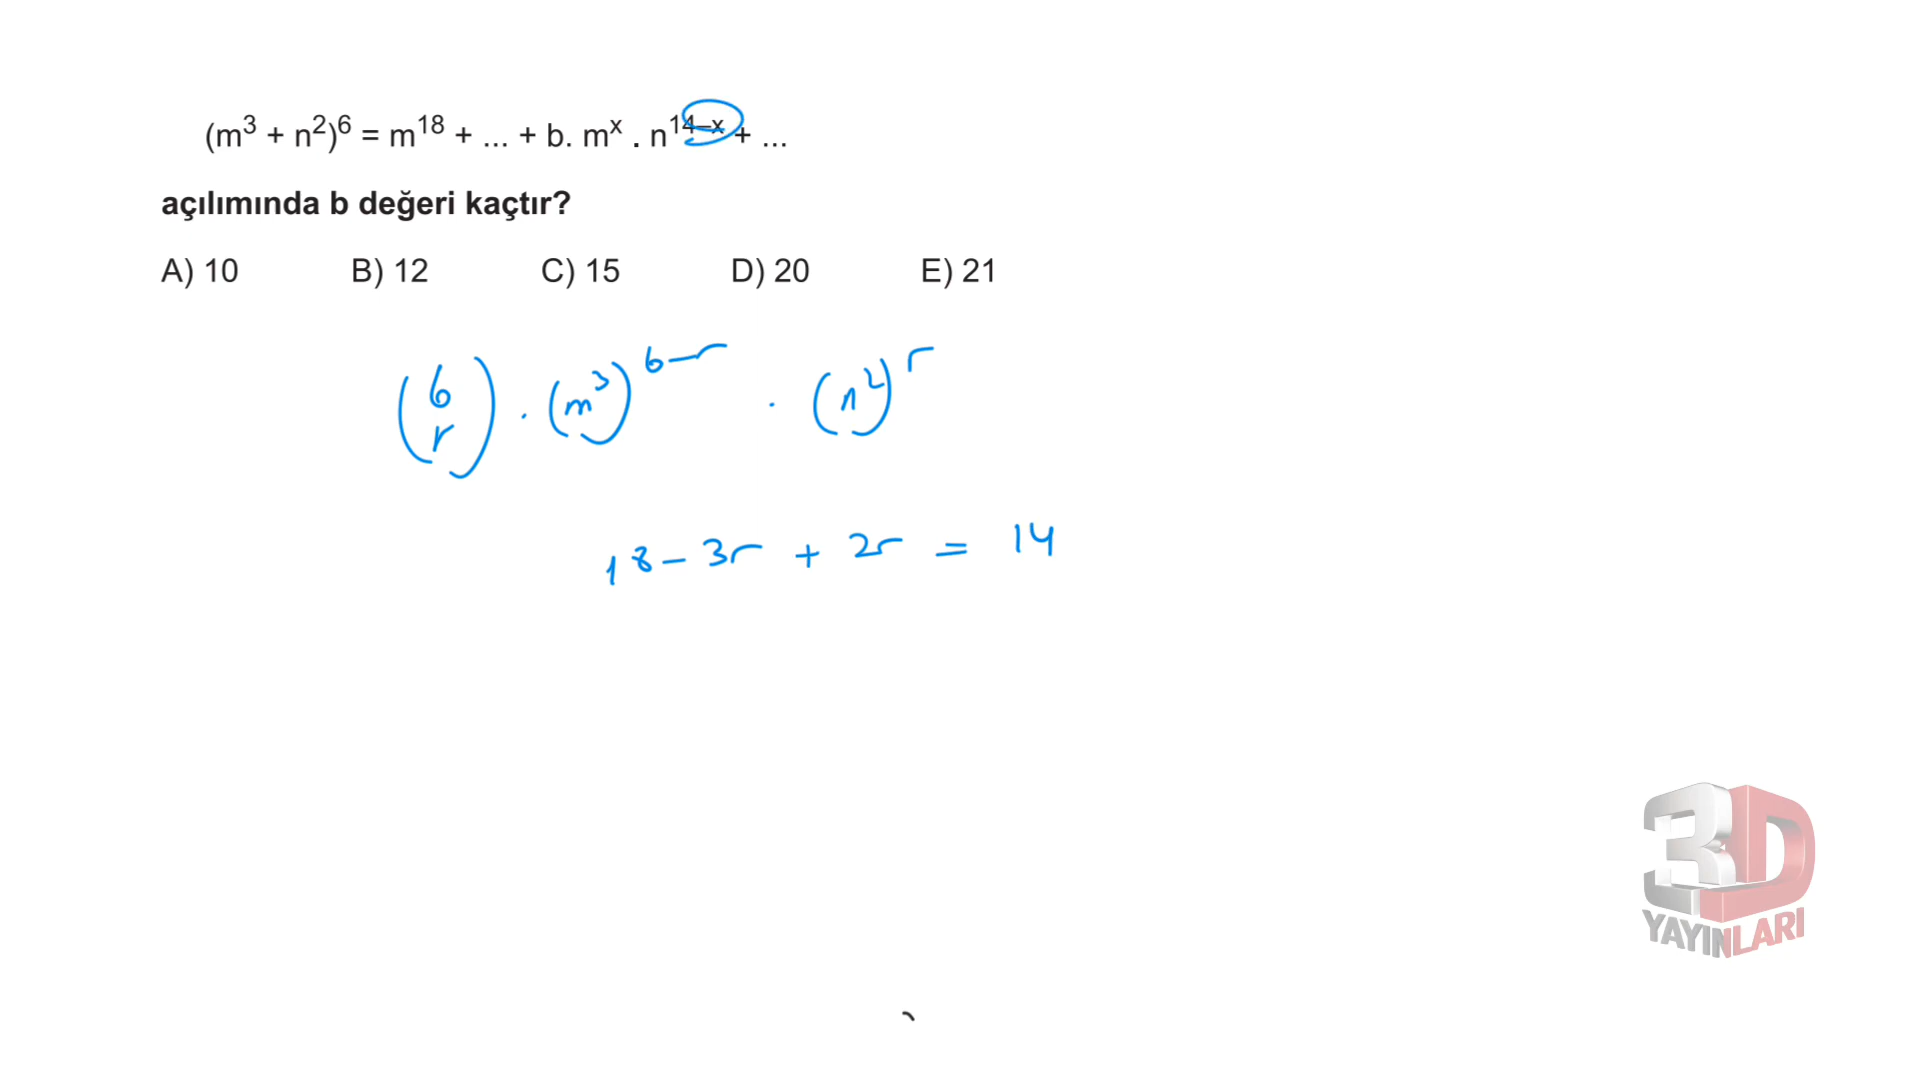 (m³ + n²)⁶ = m¹⁸ + ... + b. mˣ . n¹⁴⁻ˣ + ...
açılımında b değeri kaçtır?
A) 10 B) 12 C) 15 D) 20 E) 21
(6 r) . (m³)⁶⁻ʳ . (n²)ʳ
18 - 3r + 2r = 14
3D
YAYINLARI